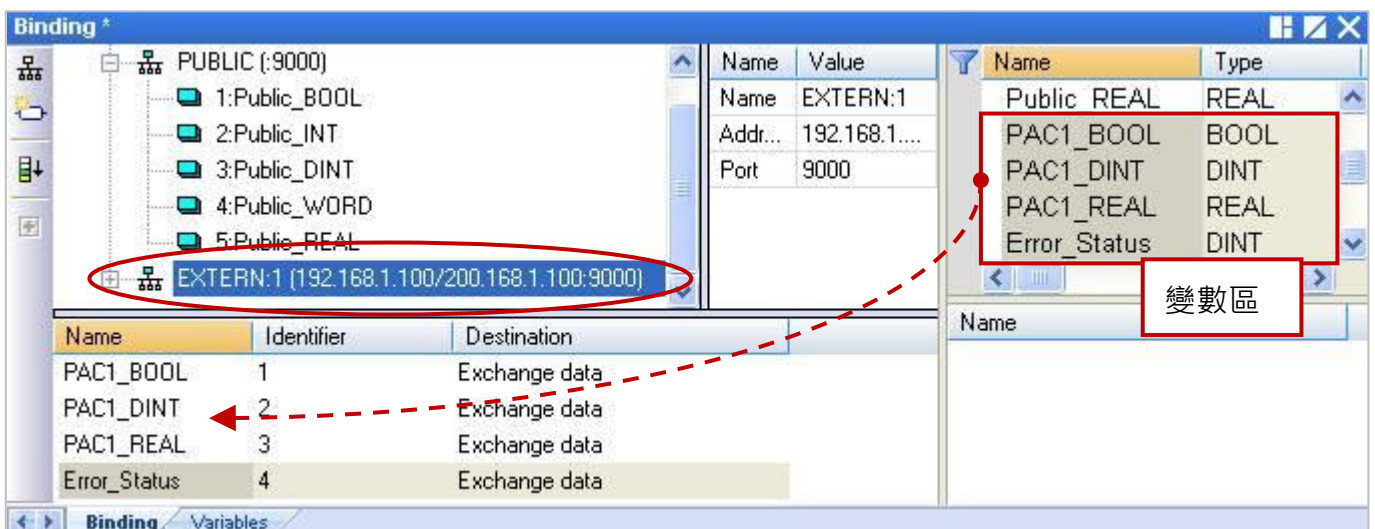 Binding *
PUBLIC (:9000)
1:Public_BOOL
2:Public_INT
3:Public_DINT
4:Public_WORD
5:Public_REAL
EXTERN:1 (192.168.1.100/200.168.1.100:9000)
Name Value
Name EXTERN:1
Addr... 192.168.1....
Port 9000
Name Type
Public_REAL REAL
PAC1_BOOL BOOL
PAC1_DINT DINT
PAC1_REAL REAL
Error_Status DINT
變數區
Name
Name Identifier Destination
PAC1_BOOL 1 Exchange data
PAC1_DINT 2 Exchange data
PAC1_REAL 3 Exchange data
Error_Status 4 Exchange data
Binding Variables